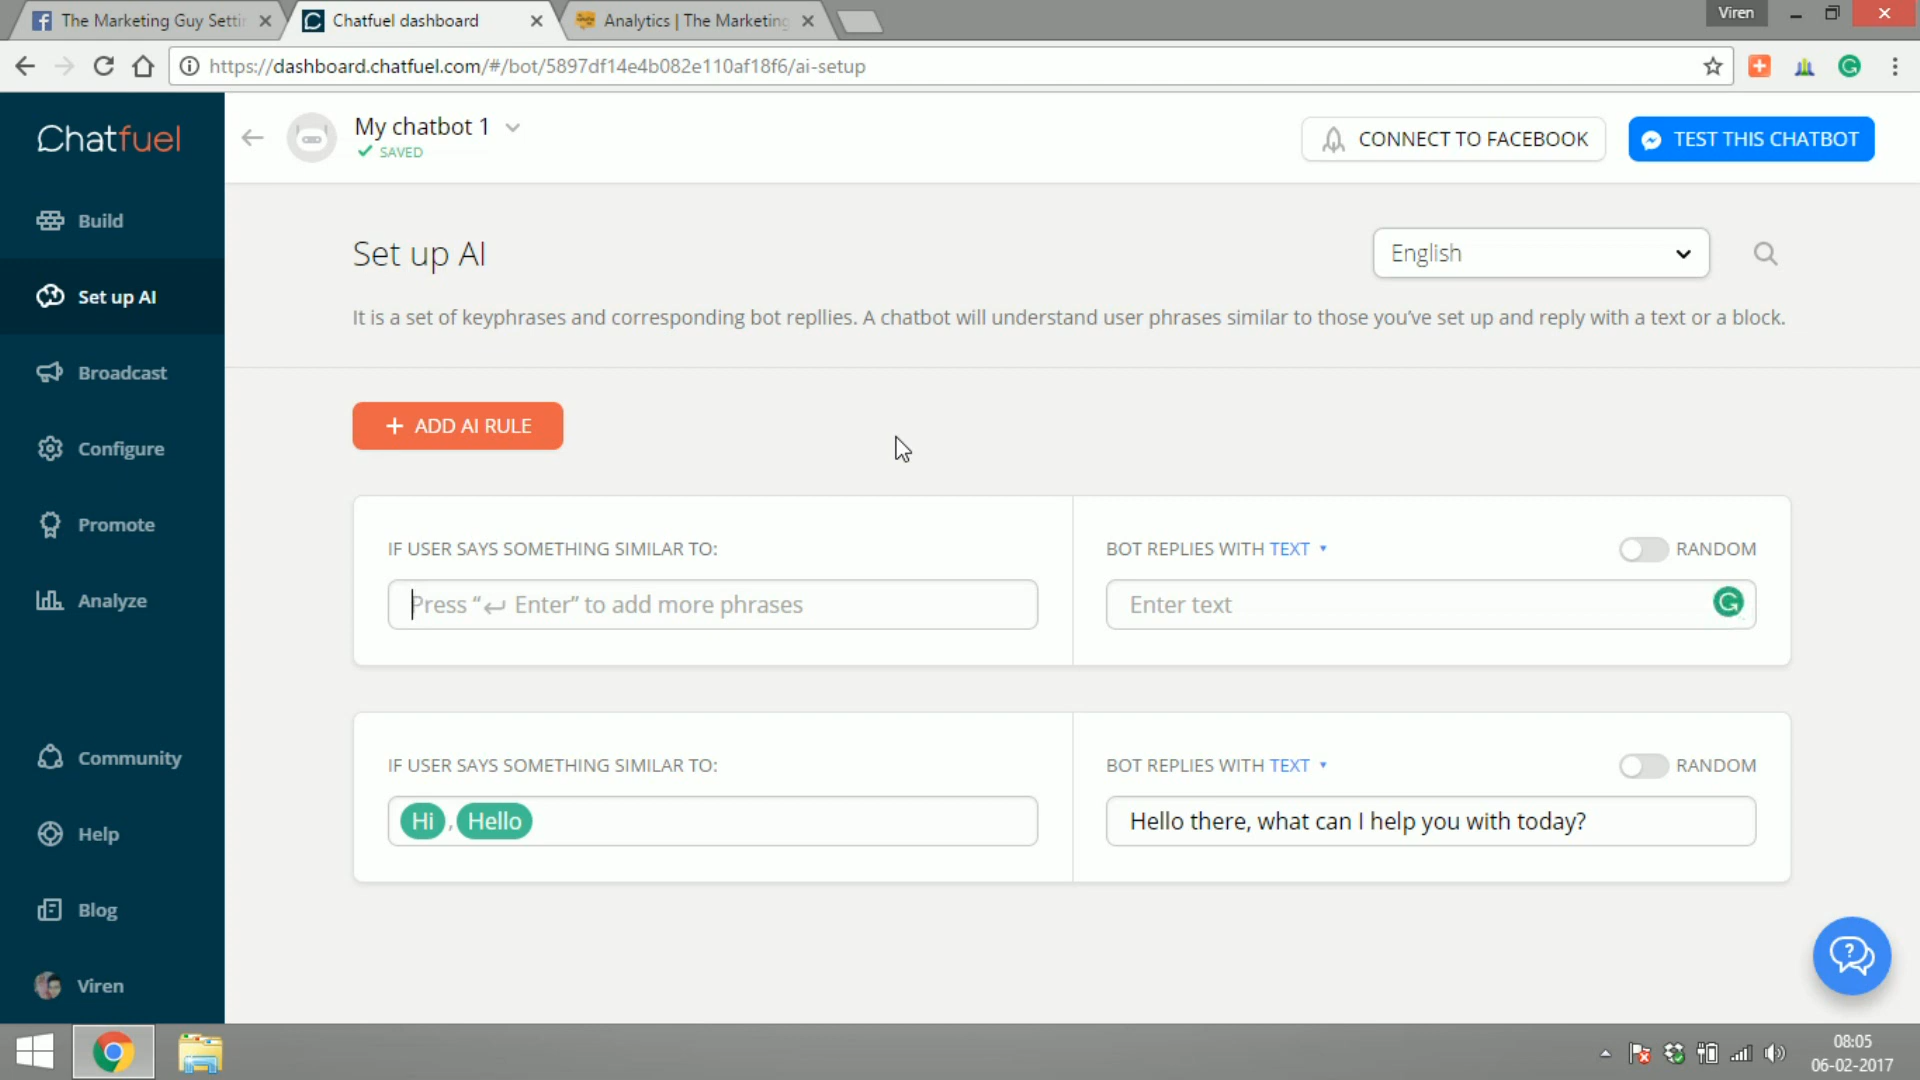 The Marketing Guy Settin
Chatfuel dashboard
Analytics | The Marketing
Viren
https://dashboard.chatfuel.com/#/bot/5897df14e4b082e110af18f6/ai-setup
Chatfuel
My chatbot 1
SAVED
CONNECT TO FACEBOOK
TEST THIS CHATBOT
Build
Set up AI
Broadcast
Configure
Promote
Analyze
Community
Help
Blog
Viren
Set up AI
English
It is a set of keyphrases and corresponding bot repllies. A chatbot will understand user phrases similar to those you've set up and reply with a text or a block.
+ ADD AI RULE
IF USER SAYS SOMETHING SIMILAR TO:
BOT REPLIES WITH TEXT
RANDOM
Press “↵ Enter” to add more phrases
Enter text
IF USER SAYS SOMETHING SIMILAR TO:
BOT REPLIES WITH TEXT
RANDOM
Hi , Hello
Hello there, what can I help you with today?
08:05
06-02-2017